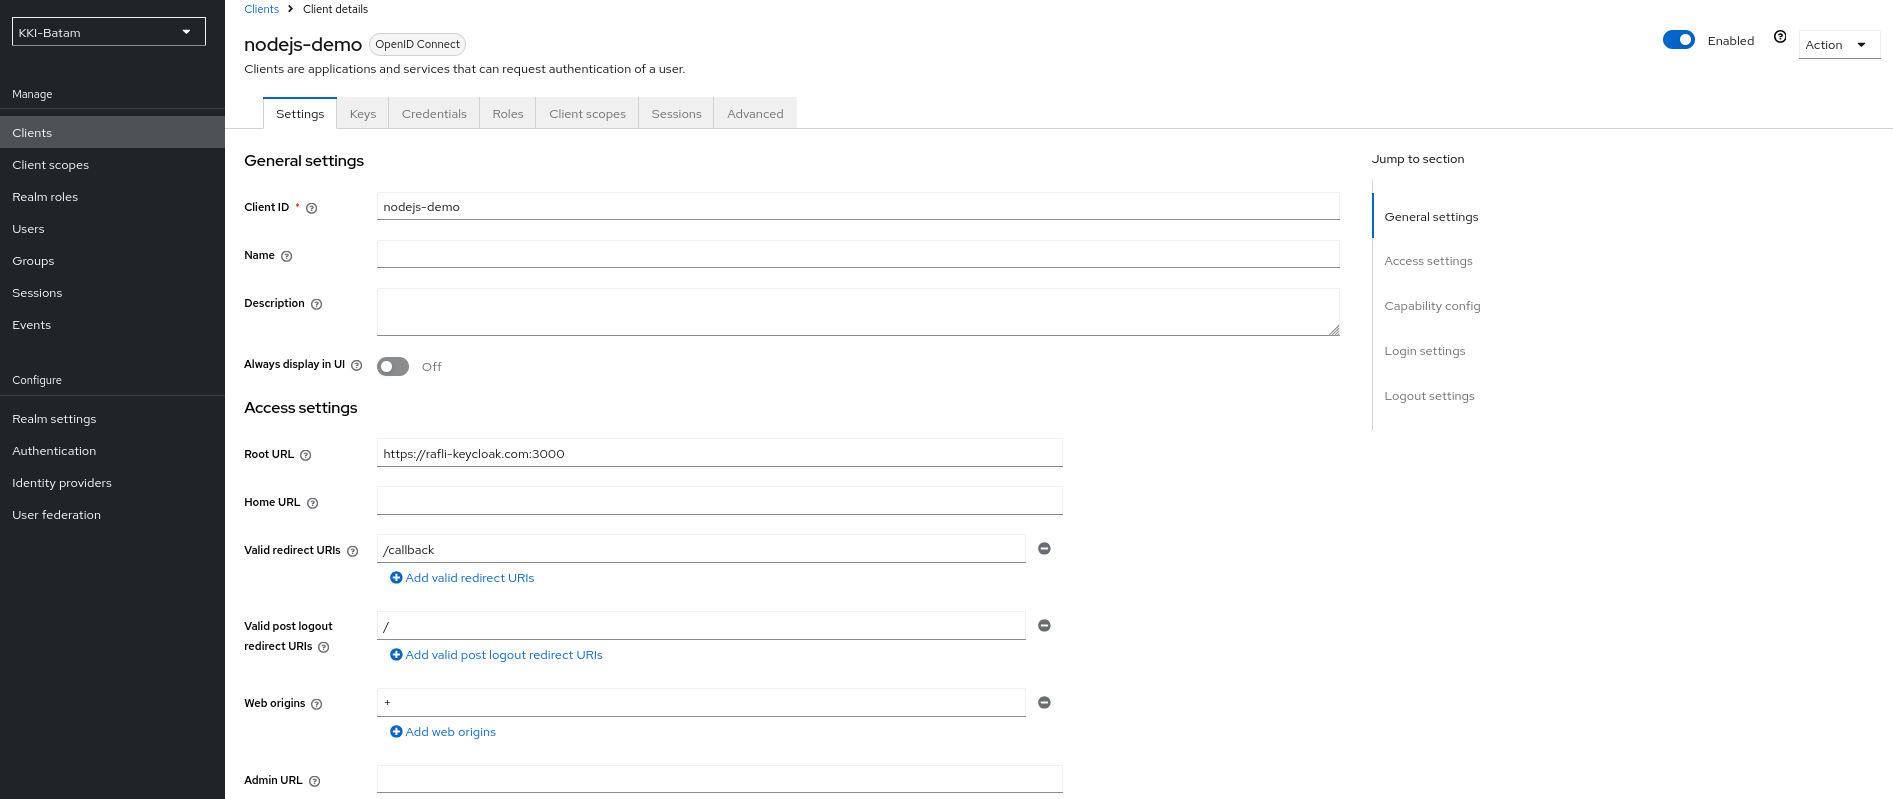 KKI-Batam
Manage
Clients
Client scopes
Realm roles
Users
Groups
Sessions
Events
Configure
Realm settings
Authentication
Identity providers
User federation
Clients > Client details
nodejs-demo OpenID Connect
Clients are applications and services that can request authentication of a user.
Enabled
Action
Settings Keys Credentials Roles Client scopes Sessions Advanced
General settings
Client ID * nodejs-demo
Name
Description
Always display in UI Off
Access settings
Root URL https://rafli-keycloak.com:3000
Home URL
Valid redirect URIs /callback
Add valid redirect URIs
Valid post logout
redirect URIs /
Add valid post logout redirect URIs
Web origins +
Add web origins
Admin URL
Jump to section
General settings
Access settings
Capability config
Login settings
Logout settings